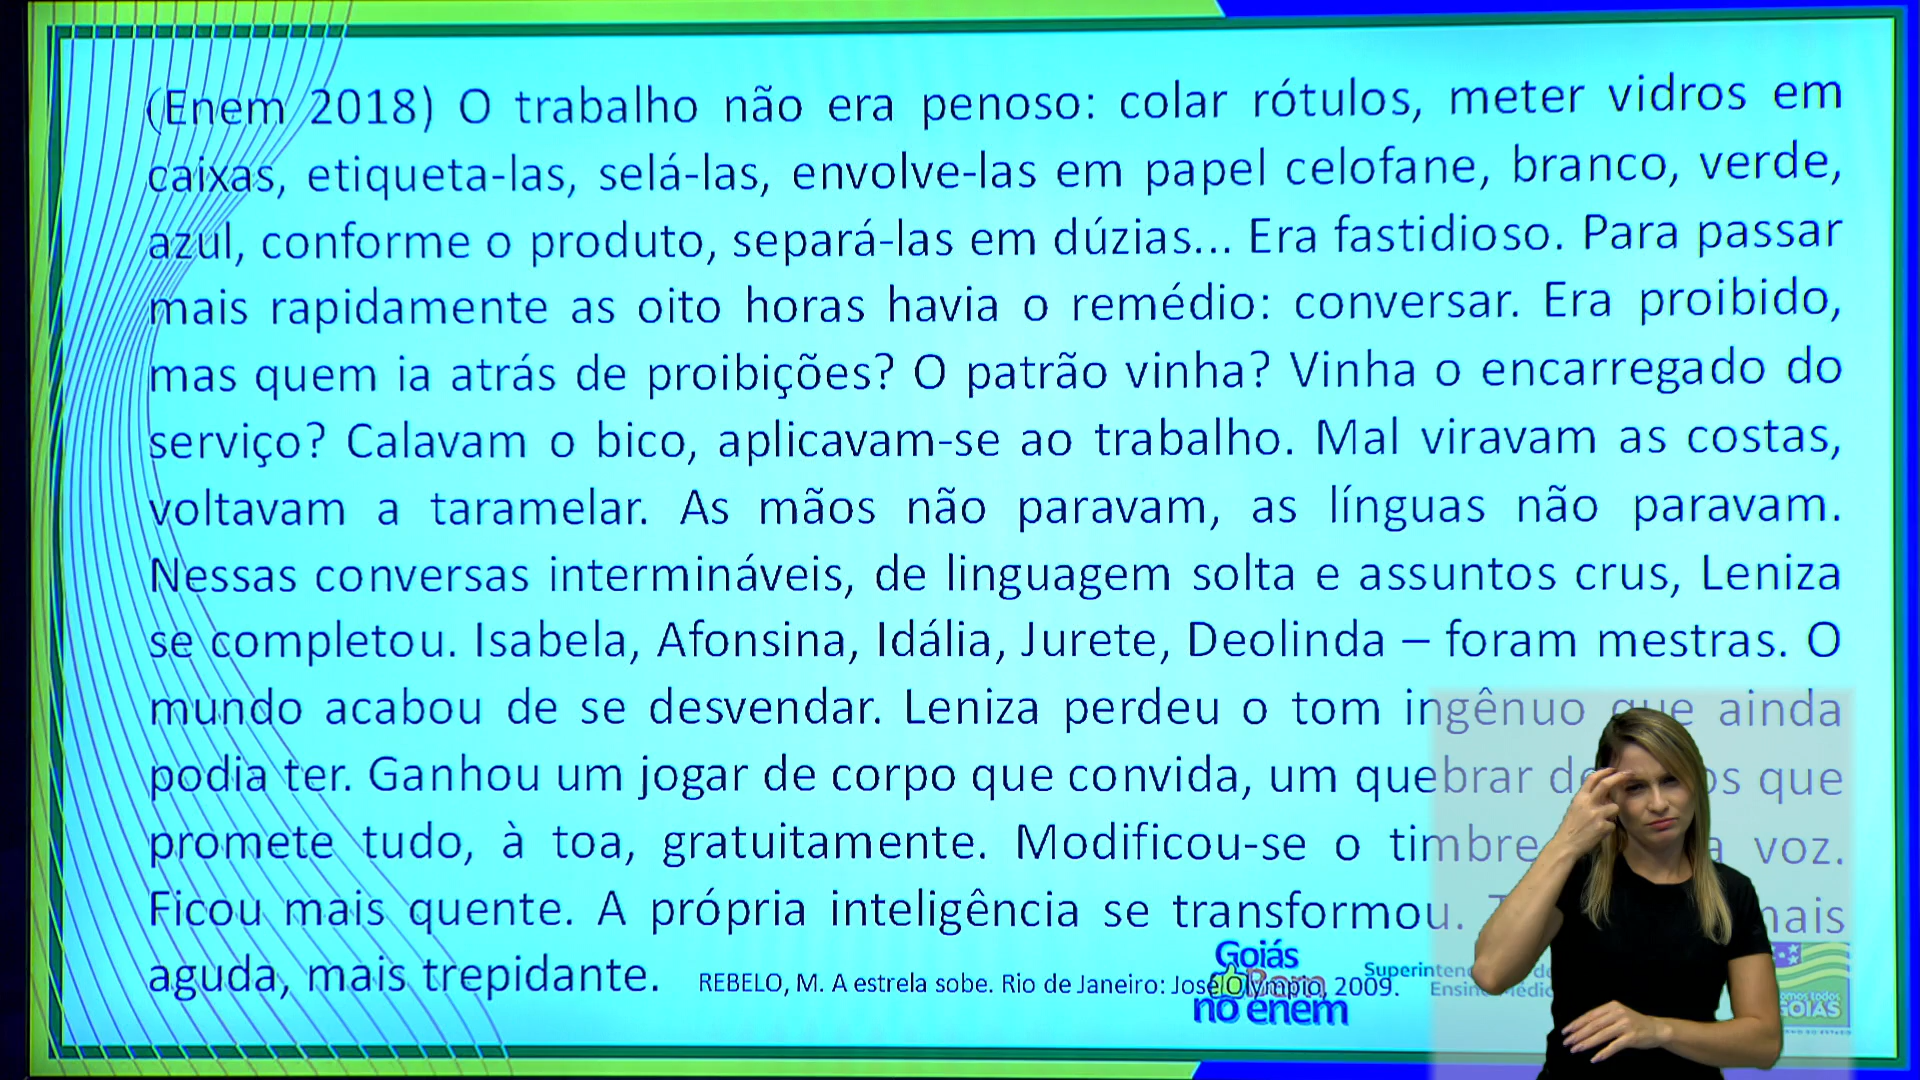 (Enem 2018) O trabalho não era penoso: colar rótulos, meter vidros em
caixas, etiqueta-las, selá-las, envolve-las em papel celofane, branco, verde,
azul, conforme o produto, separá-las em dúzias... Era fastidioso. Para passar
mais rapidamente as oito horas havia o remédio: conversar. Era proibido,
mas quem ia atrás de proibições? O patrão vinha? Vinha o encarregado do
serviço? Calavam o bico, aplicavam-se ao trabalho. Mal viravam as costas,
voltavam a taramelar. As mãos não paravam, as línguas não paravam.
Nessas conversas intermináveis, de linguagem solta e assuntos crus, Leniza
se completou. Isabela, Afonsina, Idália, Jurete, Deolinda – foram mestras. O
mundo acabou de se desvendar. Leniza perdeu o tom ingênuo que ainda
podia ter. Ganhou um jogar de corpo que convida, um quebrar que
promete tudo, à toa, gratuitamente. Modificou-se o timbre voz.
Ficou mais quente. A própria inteligência se transformou. mais
aguda, mais trepidante. REBELO, M. A estrela sobe. Rio de Janeiro: José Olympio, 2009.
Goiás
Bem
no enem
Ensino
somos todos
GOIÁS